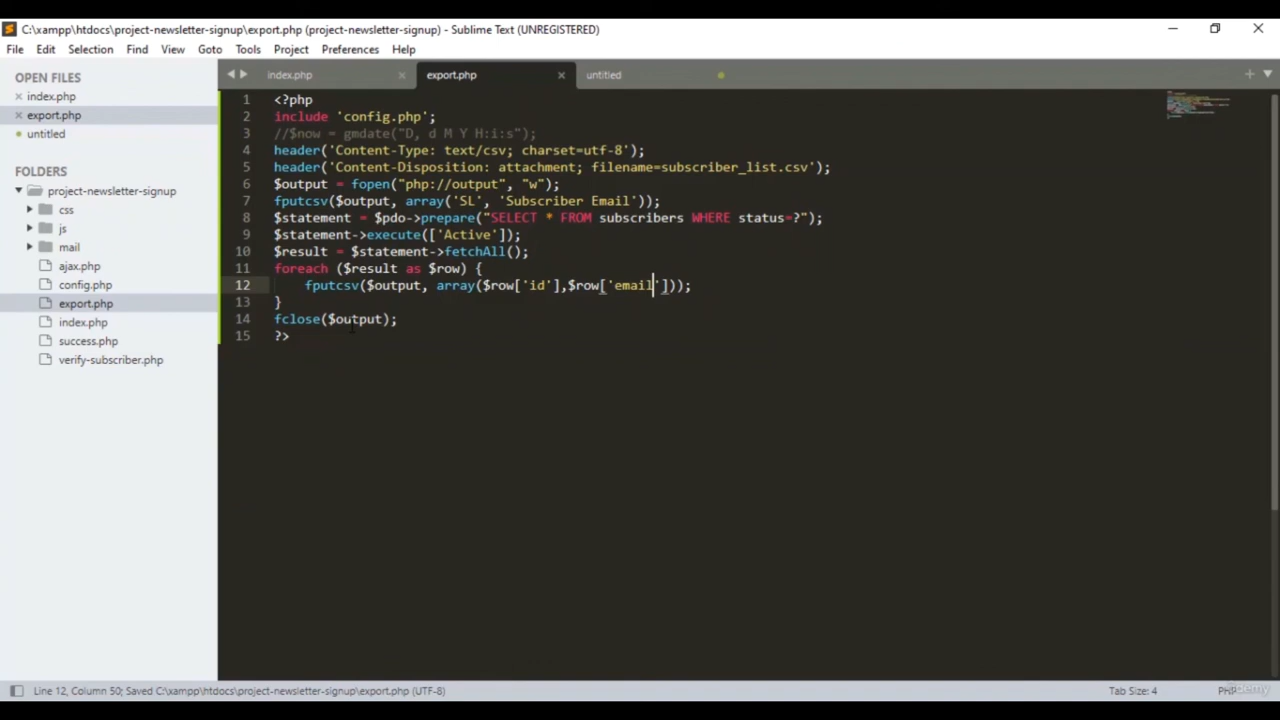 C:\xampp\htdocs\project-newsletter-signup\export.php (project-newsletter-signup) - Sublime Text (UNREGISTERED)
File Edit Selection Find View Goto Tools Project Preferences Help
OPEN FILES
index.php
export.php
untitled
FOLDERS
project-newsletter-signup
css
js
mail
ajax.php
config.php
export.php
index.php
success.php
verify-subscriber.php
index.php export.php untitled
1 <?php
2 include 'config.php';
3 //$now = gmdate("D, d M Y H:i:s");
4 header('Content-Type: text/csv; charset=utf-8');
5 header('Content-Disposition: attachment; filename=subscriber_list.csv');
6 $output = fopen("php://output", "w");
7 fputcsv($output, array('SL', 'Subscriber Email'));
8 $statement = $pdo->prepare("SELECT * FROM subscribers WHERE status=?");
9 $statement->execute(['Active']);
10 $result = $statement->fetchAll();
11 foreach ($result as $row) {
12     fputcsv($output, array($row['id'],$row['email']));
13 }
14 fclose($output);
15 ?>
Line 12, Column 50; Saved C:\xampp\htdocs\project-newsletter-signup\export.php (UTF-8)
Tab Size: 4
PHP